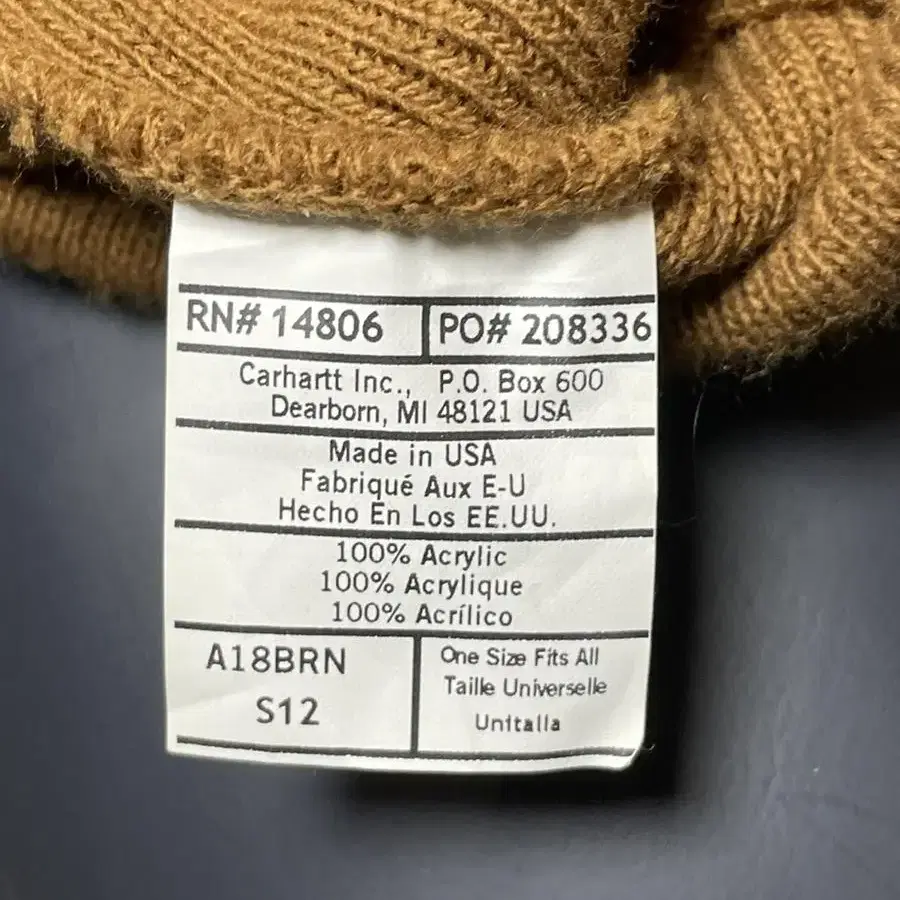 RN# 14806 PO# 208336
Carhartt Inc., P.O. Box 600
Dearborn, MI 48121 USA
Made in USA
Fabriqué Aux E-U
Hecho En Los EE.UU.
100% Acrylic
100% Acrylique
100% Acrílico
A18BRN
S12
One Size Fits All
Taille Universelle
Unitalla